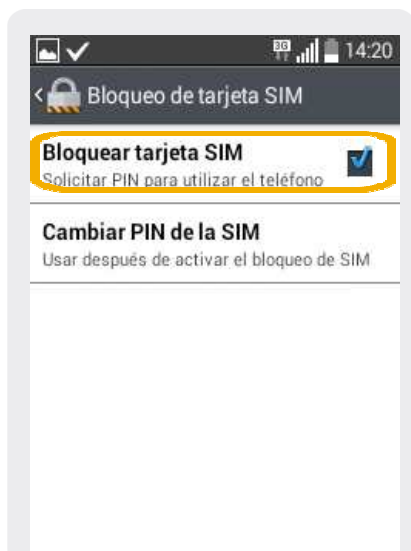 3G 14:20
Bloqueo de tarjeta SIM
Bloquear tarjeta SIM
Solicitar PIN para utilizar el teléfono
Cambiar PIN de la SIM
Usar después de activar el bloqueo de SIM